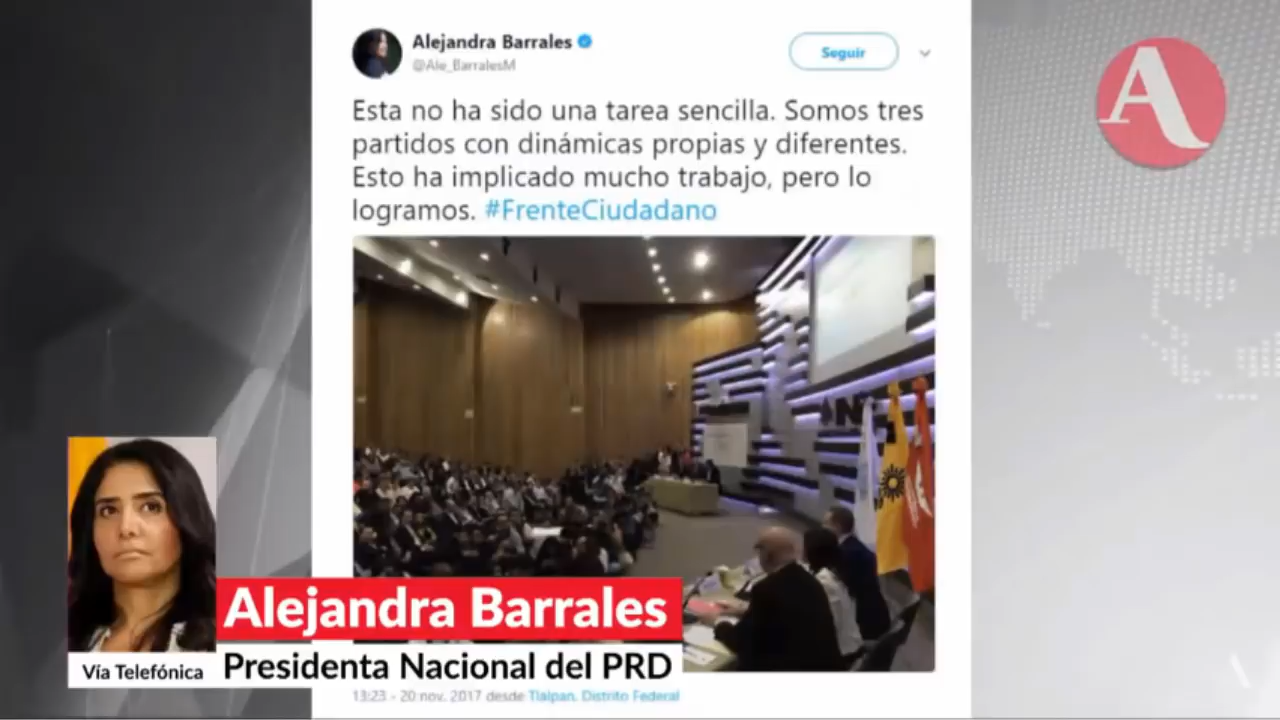 Alejandra Barrales
@Ale_BarralesM
Seguir
A
Esta no ha sido una tarea sencilla. Somos tres
partidos con dinámicas propias y diferentes.
Esto ha implicado mucho trabajo, pero lo
logramos. #FrenteCiudadano
Alejandra Barrales
Vía Telefónica
Presidenta Nacional del PRD
13:23 - 20 nov. 2017 desde Tlalpan, Distrito Federal